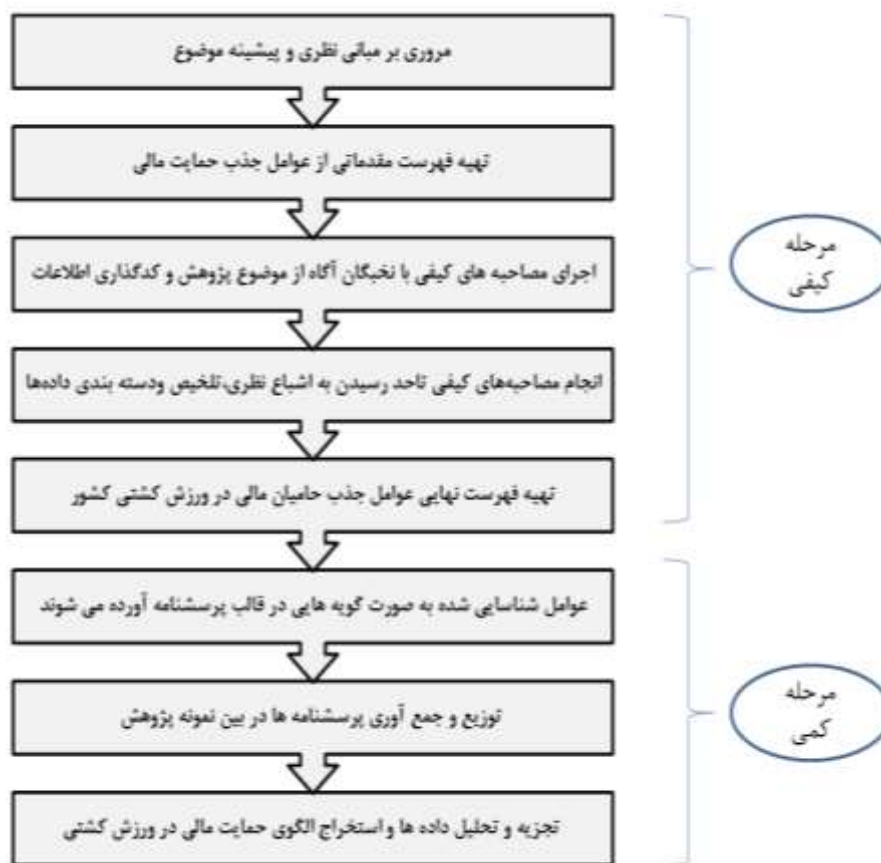 مروری بر مبانی نظری و پیشینه موضوع
تهیه فهرست مقدماتی از عوامل جذب حمایت مالی
اجرای مصاحبه های کیفی با نخبگان آگاه از موضوع پژوهش و کدگذاری اطلاعات
انجام مصاحبه‌های کیفی تاحد رسیدن به اشباع نظری،تلخیص ودسته بندی داده‌ها
تهیه فهرست نهایی عوامل جذب حامیان مالی در ورزش کشتی کشور
مرحله
کیفی
عوامل شناسایی شده به صورت گویه هایی در قالب پرسشنامه آورده می شوند
توزیع و جمع آوری پرسشنامه ها در بین نمونه پژوهش
تجزیه و تحلیل داده ها و استخراج الگوی حمایت مالی در ورزش کشتی
مرحله
کمی